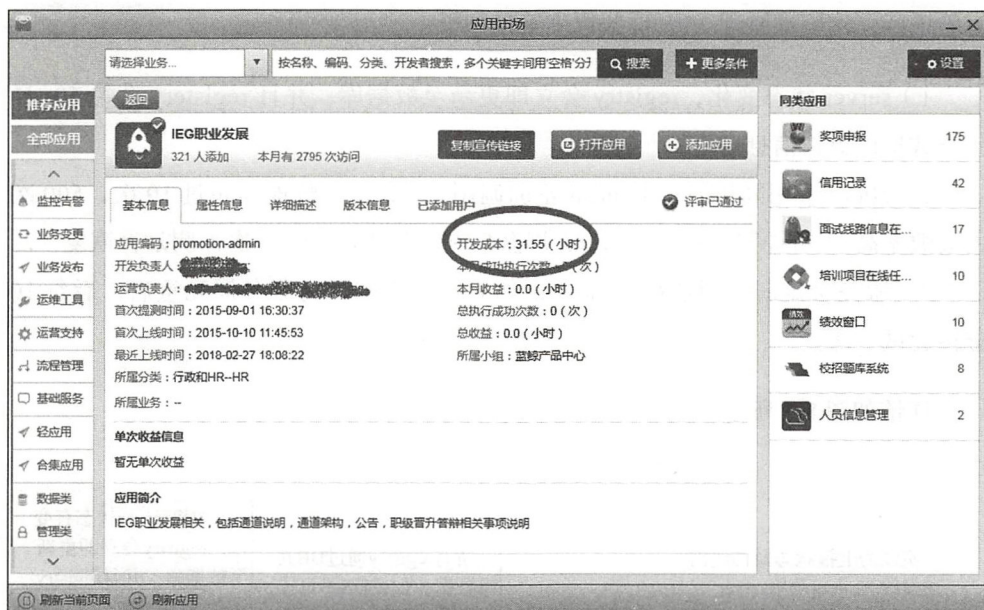 应用市场
请选择业务...
按名称、编码、分类、开发者搜索，多个关键字间用'空格'分
搜索
更多条件
设置
推荐应用
全部应用
监控告警
业务变更
业务发布
运维工具
运营支持
流程管理
基础服务
轻应用
合集应用
数据类
管理类
返回
IEG职业发展
321 人添加 本月有 2795 次访问
复制宣传链接
打开应用
添加应用
基本信息 属性信息 详细描述 版本信息 已添加用户
评审已通过
应用编码：promotion-admin
开发负责人：
运营负责人：
首次提测时间：2015-09-01 16:30:37
首次上线时间：2015-10-10 11:45:53
最近上线时间：2018-02-27 18:08:22
所属分类：行政和HR--HR
所属业务：--
开发成本：31.55 ( 小时 )
本月成功执行次数： ( 次 )
本月收益：0.0 ( 小时 )
总执行成功次数：0 ( 次 )
总收益：0.0 ( 小时 )
所属小组：蓝鲸产品中心
单次收益信息
暂无单次收益
应用简介
IEG职业发展相关，包括通道说明，通道架构，公告，职级晋升答辩相关事项说明
同类应用
奖项申报 175
信用记录 42
面试线路信息在... 17
培训项目在线任... 10
绩效
绩效窗口 10
校招题库系统 8
人员信息管理 2
刷新当前页面
刷新应用